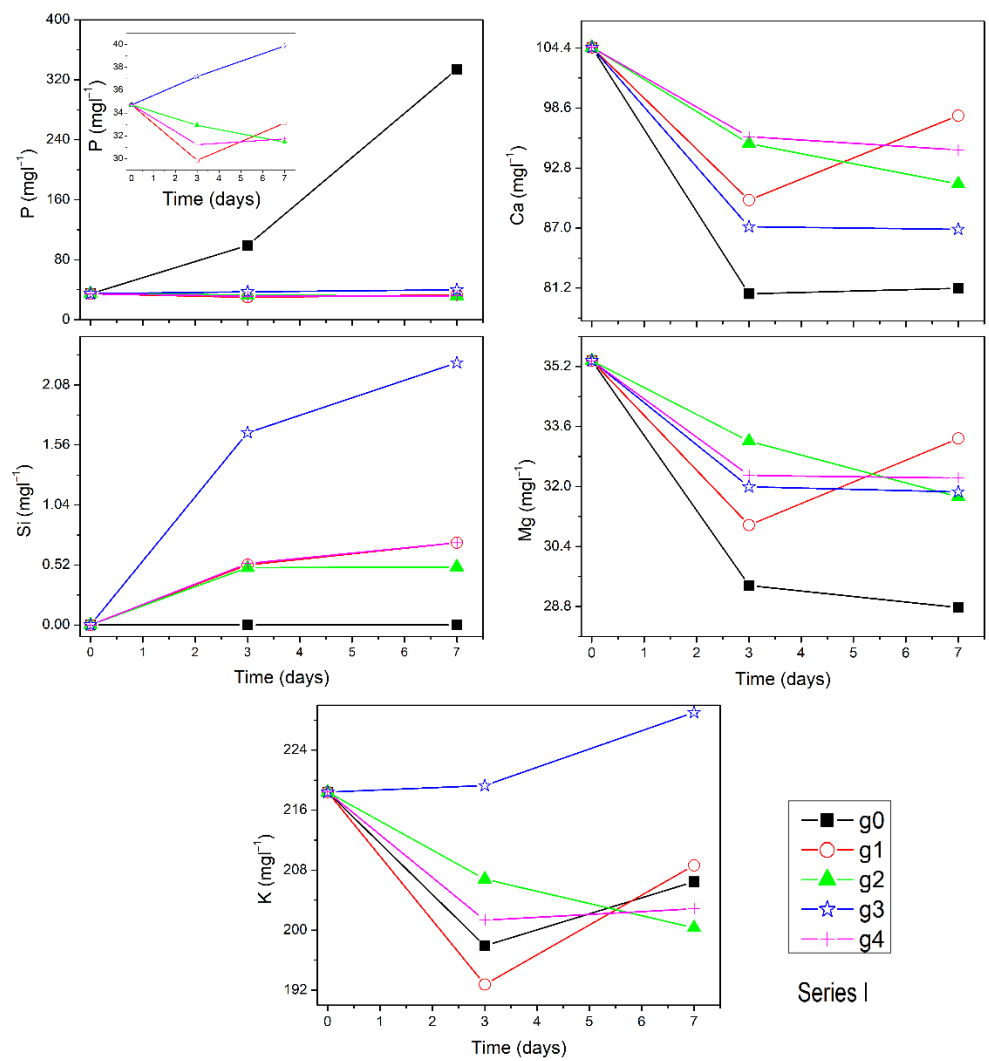 400
320
240
160
80
0
P (mgl⁻¹)
40
38
36
34
32
30
P (mgl⁻¹)
0 1 2 3 4 5 6 7
Time (days)
104.4
98.6
92.8
87.0
81.2
Ca (mgl⁻¹)
2.08
1.56
1.04
0.52
0.00
Si (mgl⁻¹)
0 1 2 3 4 5 6 7
Time (days)
35.2
33.6
32.0
30.4
28.8
Mg (mgl⁻¹)
0 1 2 3 4 5 6 7
Time (days)
224
216
208
200
192
K (mgl⁻¹)
0 1 2 3 4 5 6 7
Time (days)
g0
g1
g2
g3
g4
Series I